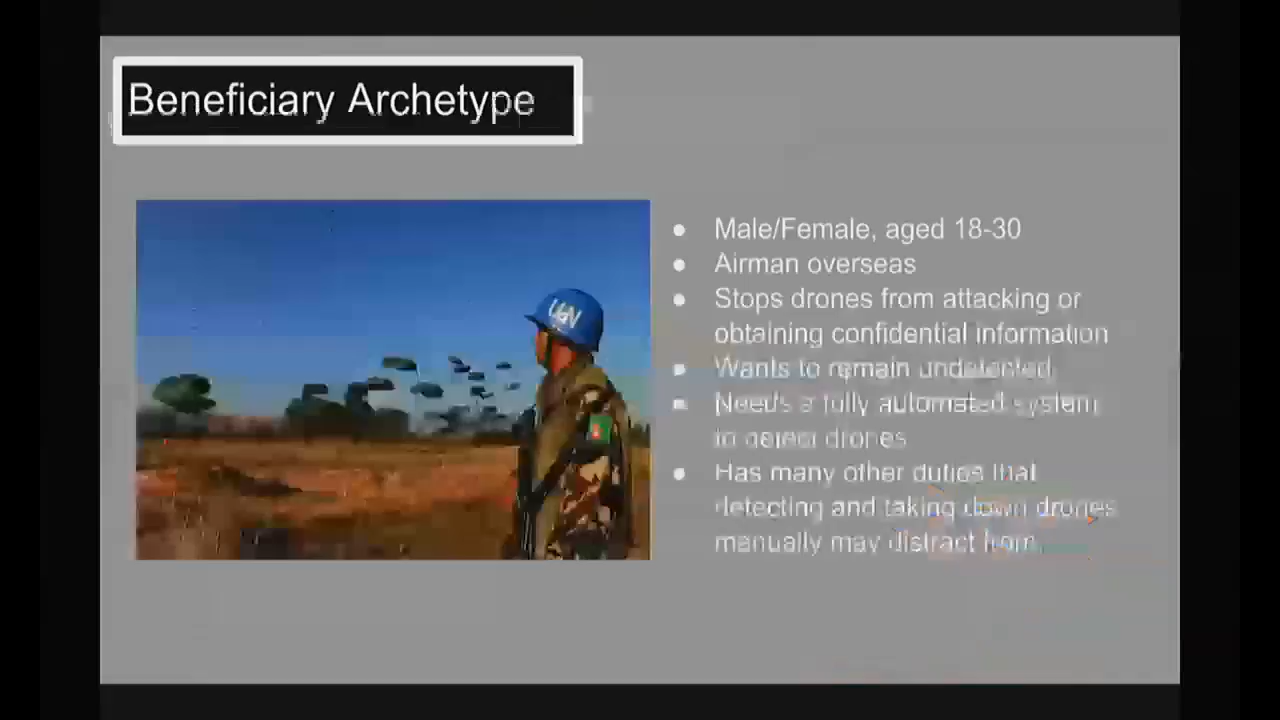 Beneficiary Archetype
UN
● Male/Female, aged 18-30
● Airman overseas
● Stops drones from attacking or
obtaining confidential information
● Wants to remain undetected
● Needs a fully automated system
to detect drones
● Has many other duties that
detecting and taking down drones
manually may distract from